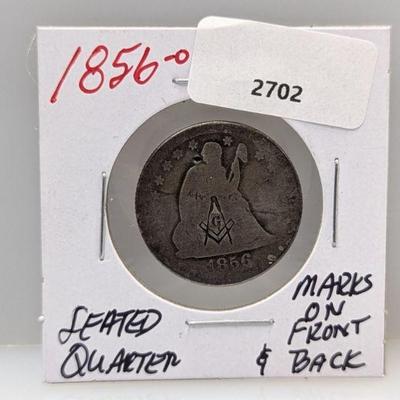 1856-o
2702
G
1856
SEATED
QUARTER
MARKS
ON
FRONT
& BACK